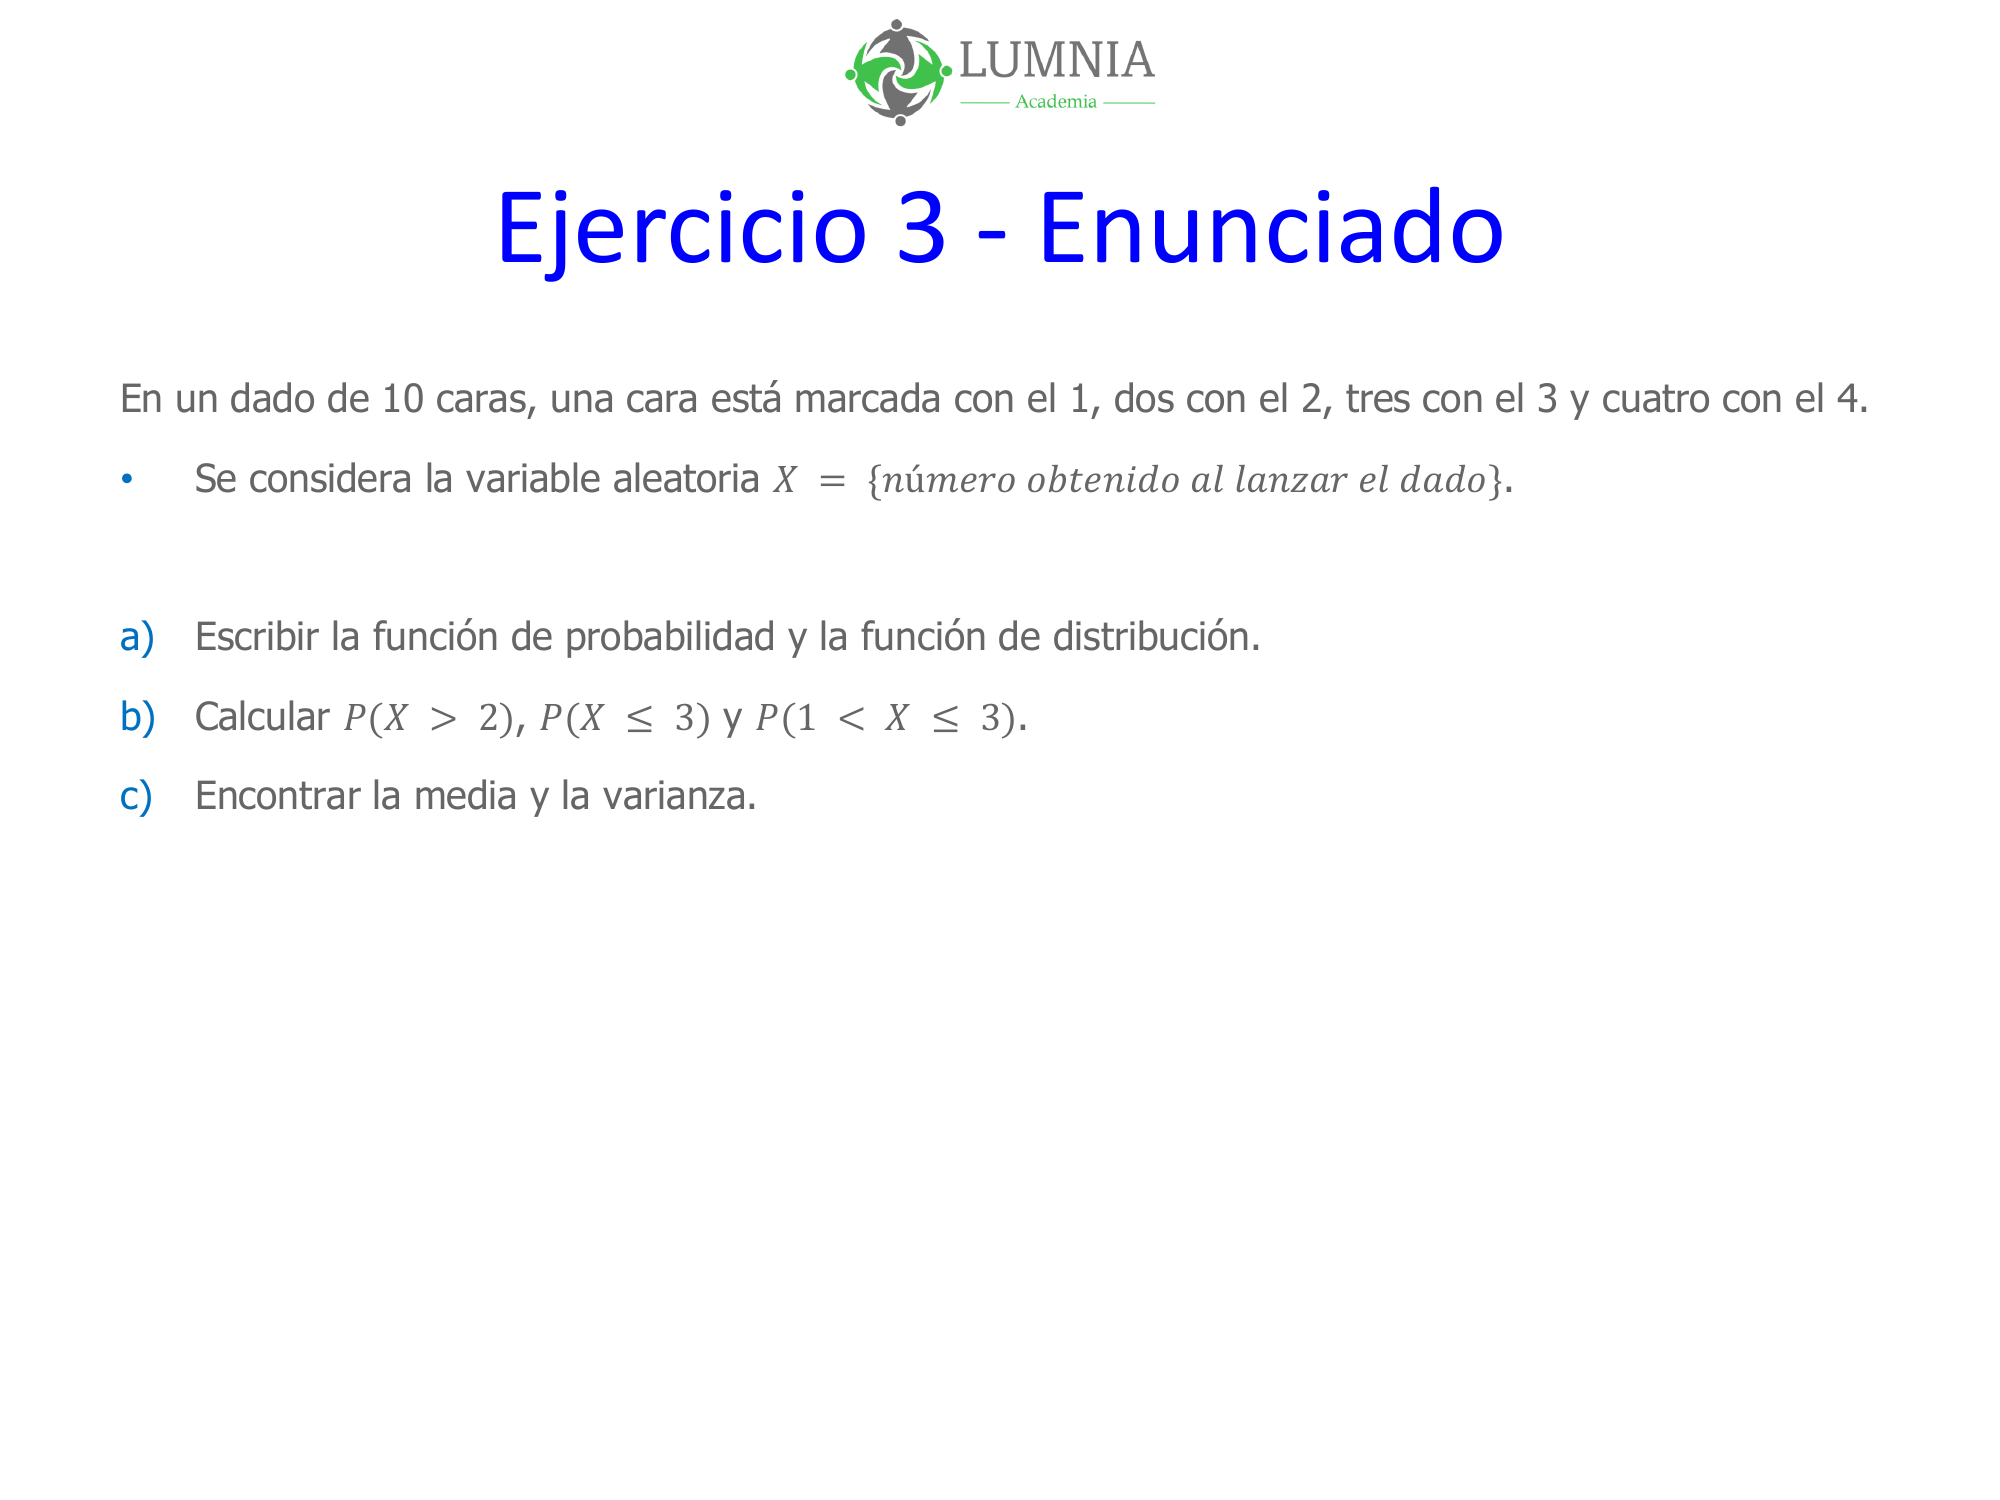 LUMNIA
Academia
Ejercicio 3 - Enunciado
En un dado de 10 caras, una cara está marcada con el 1, dos con el 2, tres con el 3 y cuatro con el 4.
• Se considera la variable aleatoria X = {número obtenido al lanzar el dado}.
a) Escribir la función de probabilidad y la función de distribución.
b) Calcular P(X > 2), P(X ≤ 3) y P(1 < X ≤ 3).
c) Encontrar la media y la varianza.